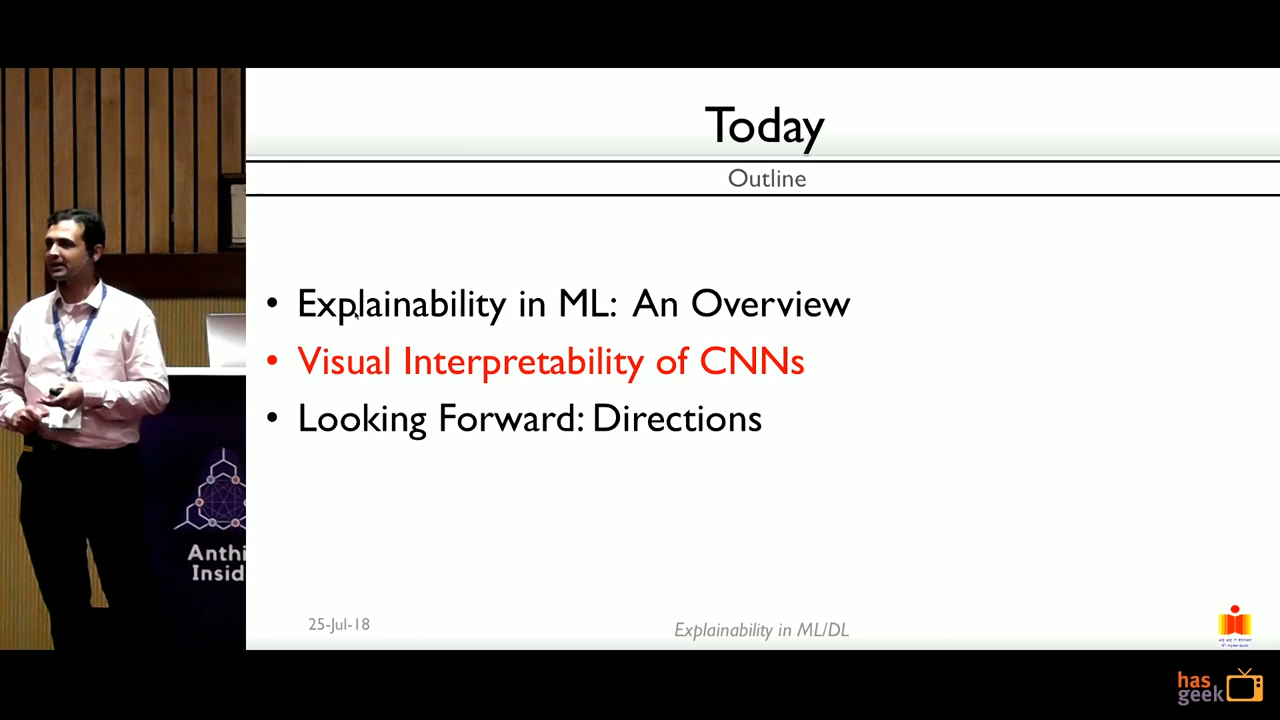 Today
Outline
• Explainability in ML: An Overview
• Visual Interpretability of CNNs
• Looking Forward: Directions
25-Jul-18
Explainability in ML/DL
Anthi
Insid
has
geek